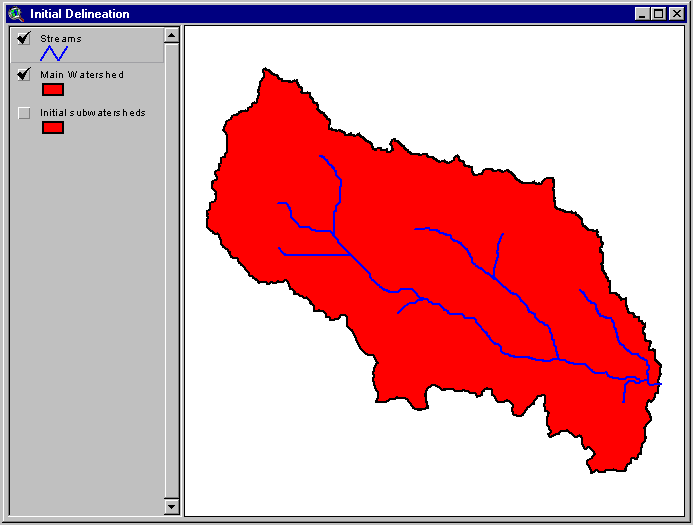 Initial Delineation
Streams
Main Watershed
Initial subwatersheds